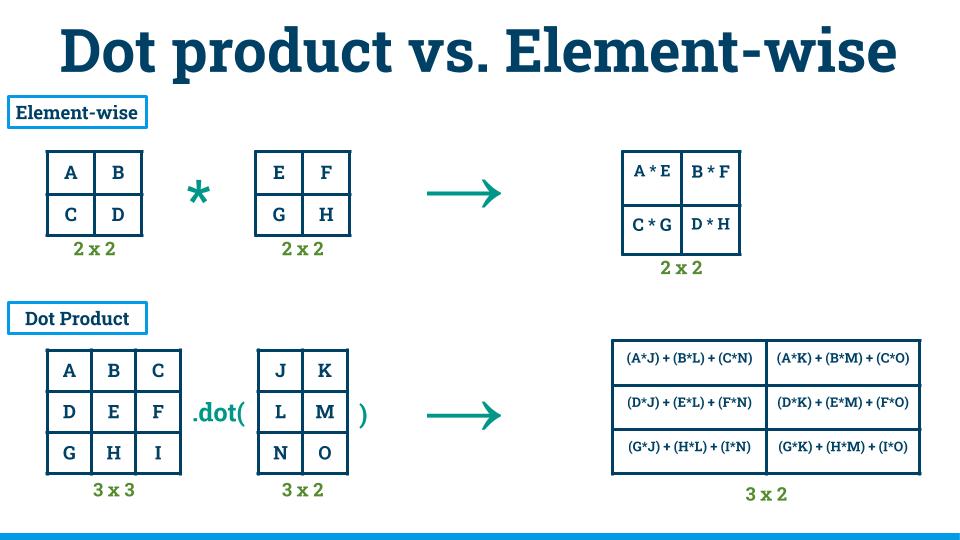 Dot product vs. Element-wise
Element-wise
A B
C D
2 x 2
*
E F
G H
2 x 2
A * E B * F
C * G D * H
2 x 2
Dot Product
A B C
D E F
G H I
3 x 3
.dot(
J K
L M
N O
)
3 x 2
(A*J) + (B*L) + (C*N) (A*K) + (B*M) + (C*O)
(D*J) + (E*L) + (F*N) (D*K) + (E*M) + (F*O)
(G*J) + (H*L) + (I*N) (G*K) + (H*M) + (I*O)
3 x 2